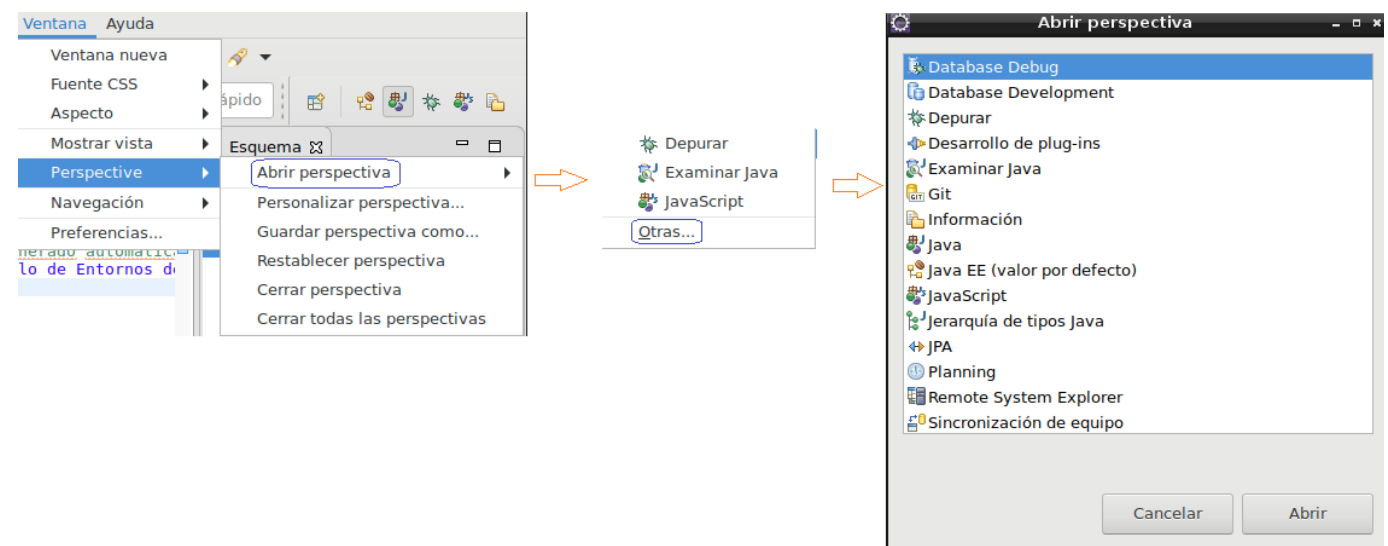 Ventana Ayuda
Ventana nueva
Fuente CSS
Aspecto
Mostrar vista
Perspective
Navegación
Preferencias...
ápido
Esquema
Abrir perspectiva
Personalizar perspectiva...
Guardar perspectiva como...
Restablecer perspectiva
Cerrar perspectiva
Cerrar todas las perspectivas
nerado automátic
lo de Entornos d
Depurar
Examinar Java
JavaScript
Otras...
Abrir perspectiva
Database Debug
Database Development
Depurar
Desarrollo de plug-ins
Examinar Java
Git
Información
Java
Java EE (valor por defecto)
JavaScript
Jerarquía de tipos Java
JPA
Planning
Remote System Explorer
Sincronización de equipo
Cancelar Abrir